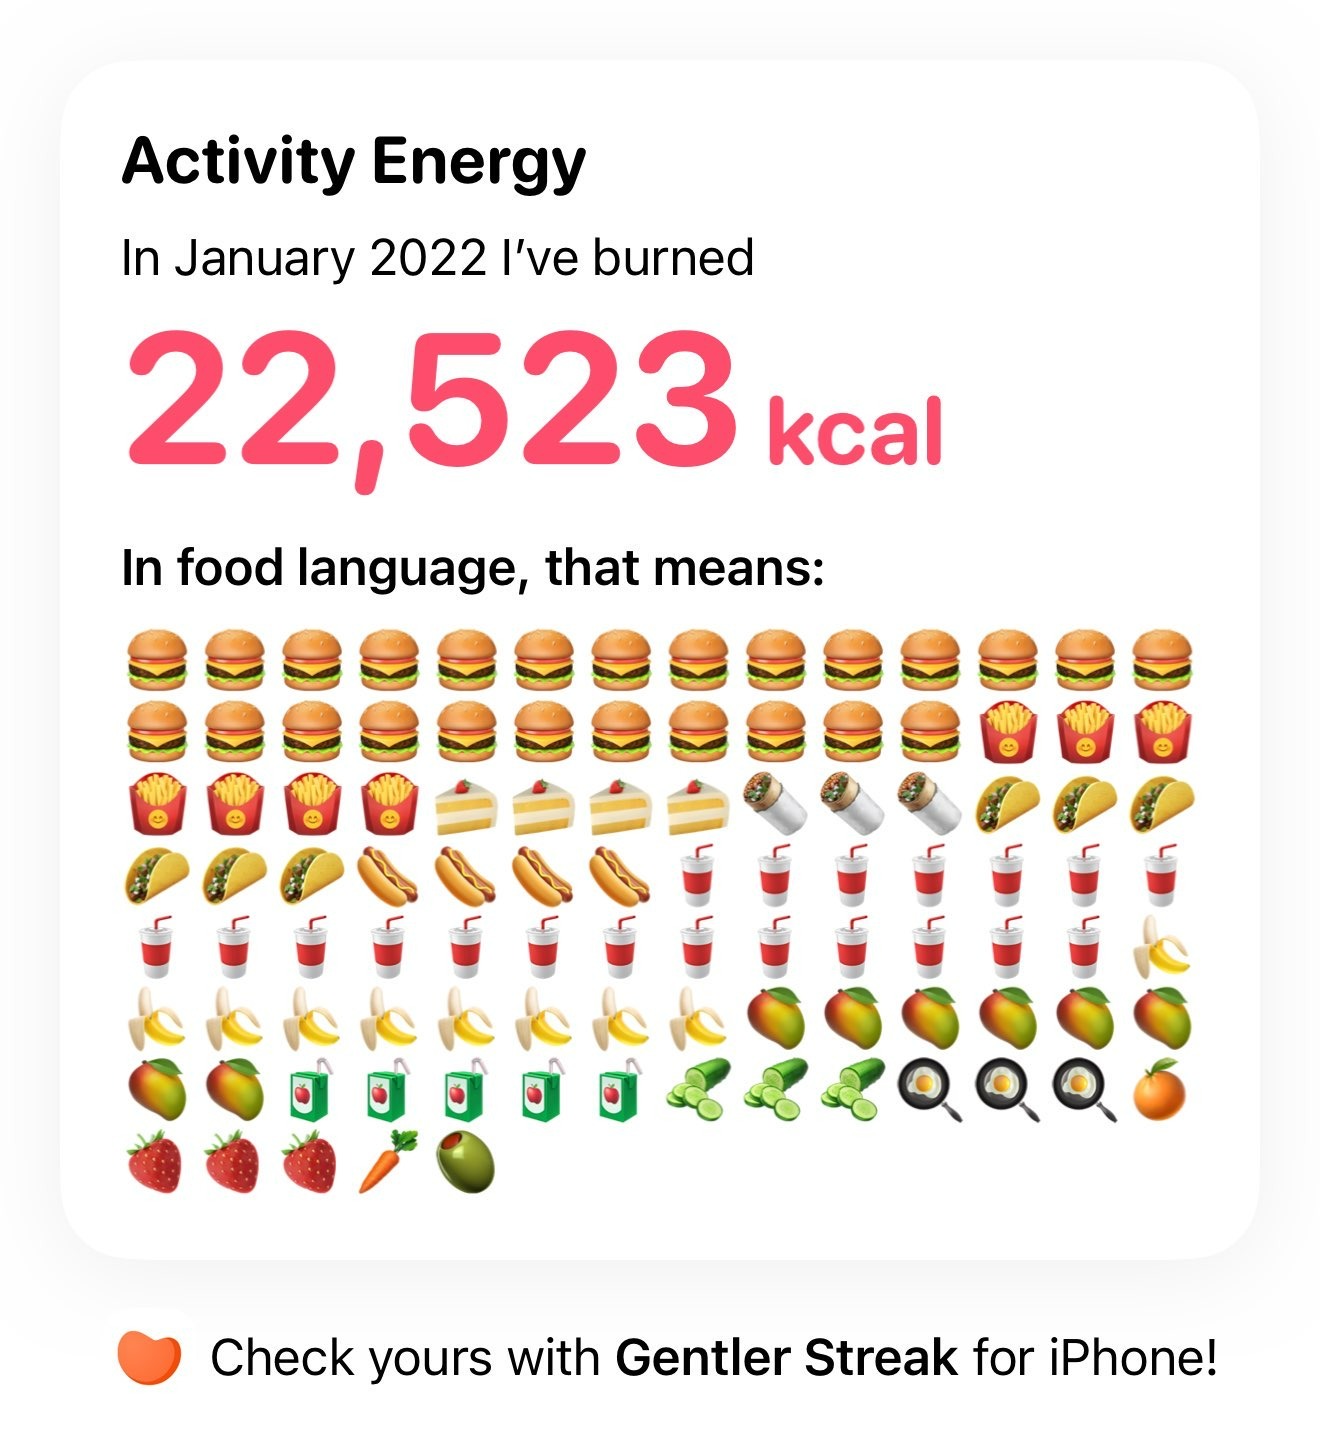 Activity Energy
In January 2022 I’ve burned
22,523 kcal
In food language, that means:
Check yours with Gentler Streak for iPhone!